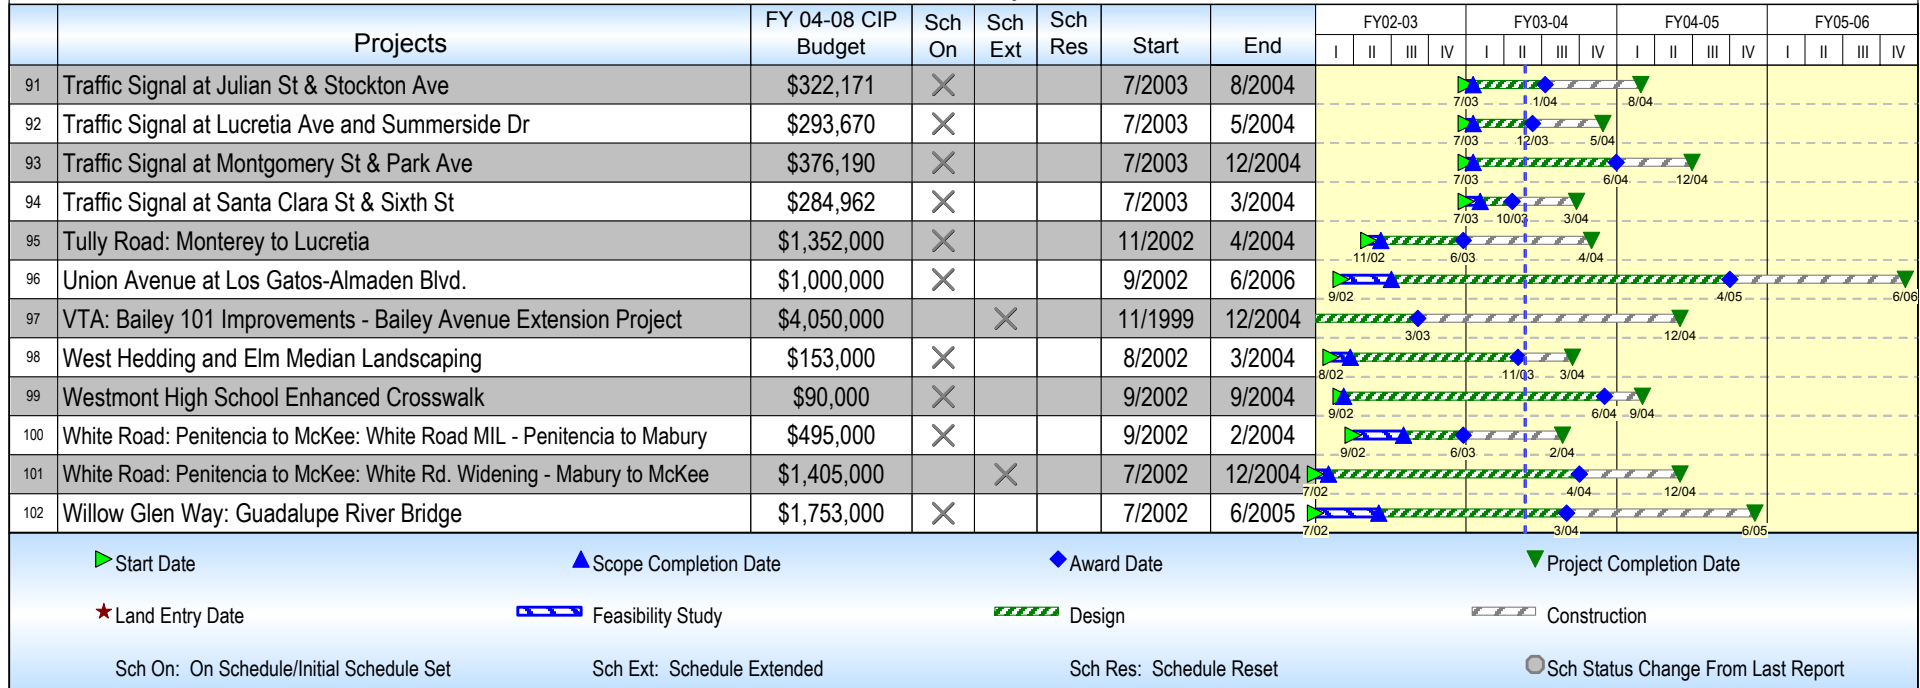 Projects FY 04-08 CIP Budget Sch On Sch Ext Sch Res Start End FY02-03 FY03-04 FY04-05 FY05-06
I II III IV I II III IV I II III IV I II III IV
91 Traffic Signal at Julian St & Stockton Ave $322,171 7/2003 8/2004
7/03 1/04 8/04
92 Traffic Signal at Lucretia Ave and Summerside Dr $293,670 7/2003 5/2004
7/03 12/03 5/04
93 Traffic Signal at Montgomery St & Park Ave $376,190 7/2003 12/2004
7/03 6/04 12/04
94 Traffic Signal at Santa Clara St & Sixth St $284,962 7/2003 3/2004
7/03 10/03 3/04
95 Tully Road: Monterey to Lucretia $1,352,000 11/2002 4/2004
11/02 6/03 4/04
96 Union Avenue at Los Gatos-Almaden Blvd. $1,000,000 9/2002 6/2006
9/02 4/05 6/06
97 VTA: Bailey 101 Improvements - Bailey Avenue Extension Project $4,050,000 11/1999 12/2004
3/03 12/04
98 West Hedding and Elm Median Landscaping $153,000 8/2002 3/2004
8/02 11/03 3/04
99 Westmont High School Enhanced Crosswalk $90,000 9/2002 9/2004
9/02 6/04 9/04
100 White Road: Penitencia to McKee: White Road MIL - Penitencia to Mabury $495,000 9/2002 2/2004
9/02 6/03 2/04
101 White Road: Penitencia to McKee: White Rd. Widening - Mabury to McKee $1,405,000 7/2002 12/2004
7/02 4/04 12/04
102 Willow Glen Way: Guadalupe River Bridge $1,753,000 7/2002 6/2005
7/02 3/04 6/05
Start Date Scope Completion Date Award Date Project Completion Date
Land Entry Date Feasibility Study Design Construction
Sch On: On Schedule/Initial Schedule Set Sch Ext: Schedule Extended Sch Res: Schedule Reset Sch Status Change From Last Report